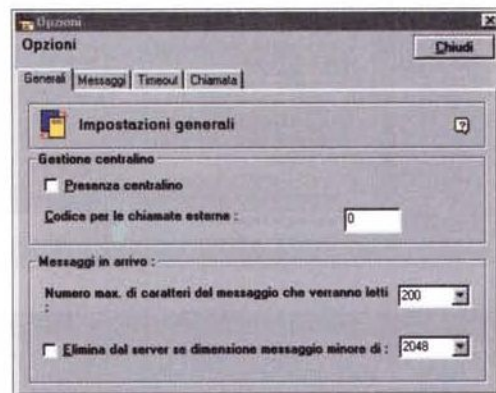 Opzioni
Opzioni
Chiudi
Generali Messaggi Timeout Chiamata
Impostazioni generali
?
Gestione centralino
Presenza centralino
Codice per le chiamate esterne :
0
Messaggi in arrivo :
Numero max. di caratteri del messaggio che verranno letti
:
200
Elimina dal server se dimensione messaggio minore di :
2048